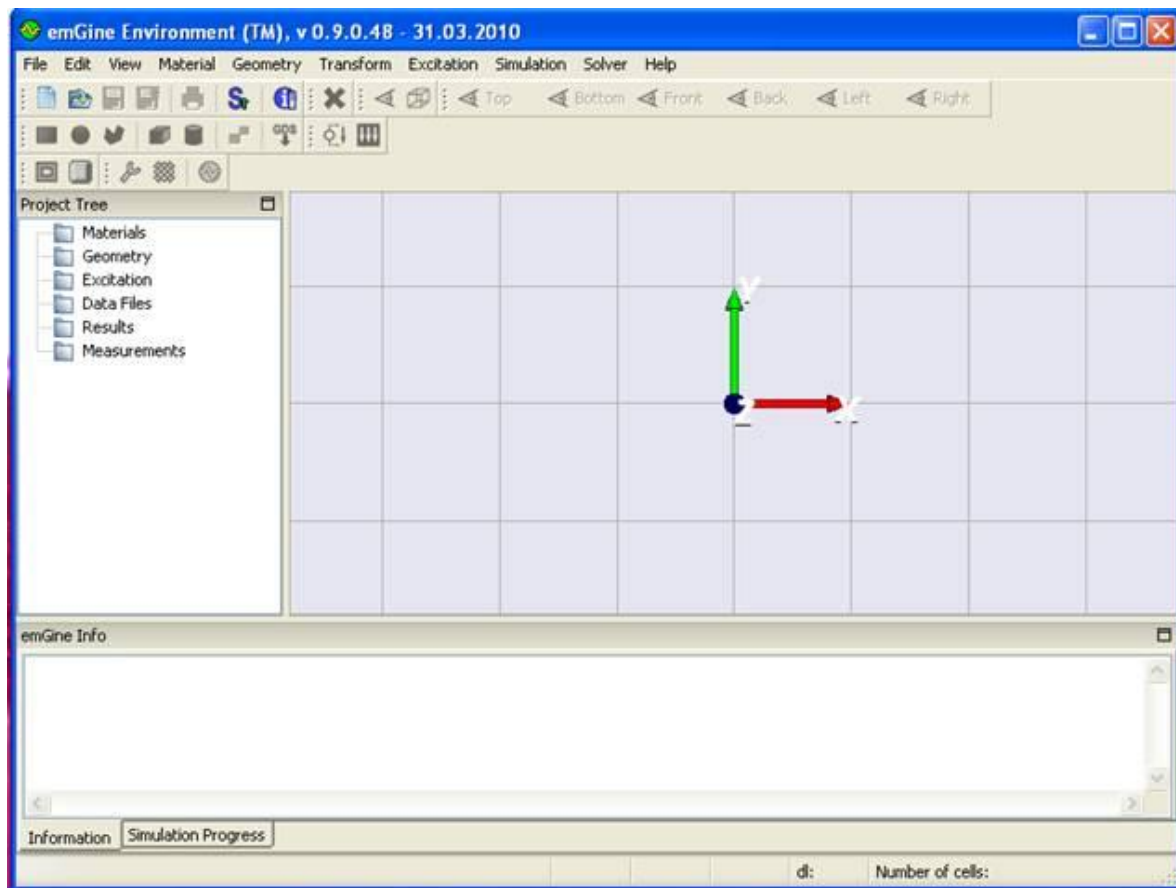 emGine Environment (TM), v 0.9.0.48 - 31.03.2010
File Edit View Material Geometry Transform Excitation Simulation Solver Help
Top Bottom Front Back Left Right
GDS
Project Tree
Materials
Geometry
Excitation
Data Files
Results
Measurements
Y
Z X
emGine Info
Information Simulation Progress
dl: Number of cells: